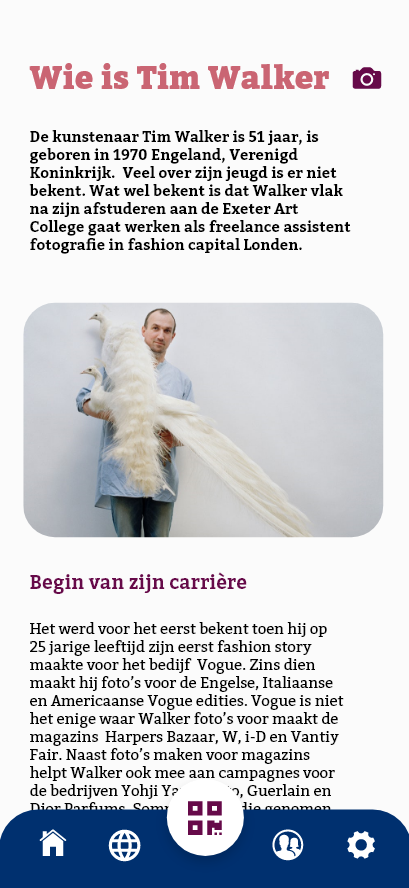 Wie is Tim Walker
De kunstenaar Tim Walker is 51 jaar, is
geboren in 1970 Engeland, Verenigd
Koninkrijk.  Veel over zijn jeugd is er niet
bekent. Wat wel bekent is dat Walker vlak
na zijn afstuderen aan de Exeter Art
College gaat werken als freelance assistent
fotografie in fashion capital Londen.
Begin van zijn carrière
Het werd voor het eerst bekent toen hij op
25 jarige leeftijd zijn eerst fashion story
maakte voor het bedijf  Vogue. Zins dien
maakt hij foto's voor de Engelse, Italiaanse
en Americaanse Vogue edities. Vogue is niet
het enige waar Walker foto's voor maakt de
magazins  Harpers Bazaar, W, i-D en Vantiy
Fair. Naast foto's maken voor magazins
helpt Walker ook mee aan campagnes voor
de bedrijven Yohji Guerlain en
Dior Parfums. die genomen